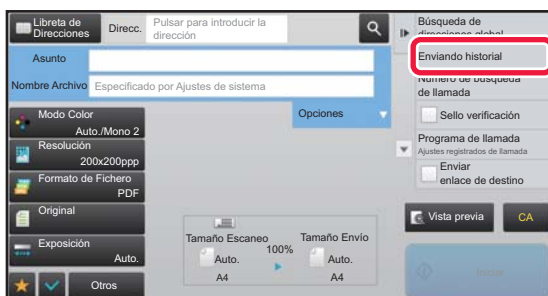 Libreta de
Direcciones
Direcc.
Pulsar para introducir la
dirección
Asunto
Nombre Archivo
Especificado por Ajustes de sistema
Modo Color
Auto./Mono 2
Opciones
Resolución
200x200ppp
Formato de Fichero
PDF
Original
Exposición
Auto.
Otros
Tamaño Escaneo
100%
Tamaño Envío
Auto.
A4
Auto.
A4
Búsqueda de
direcciones global
Enviando historial
Número de búsqueda
de llamada
Sello verificación
Programa de llamada
Ajustes registrados de llamada
Enviar
enlace de destino
Vista previa
CA
Iniciar